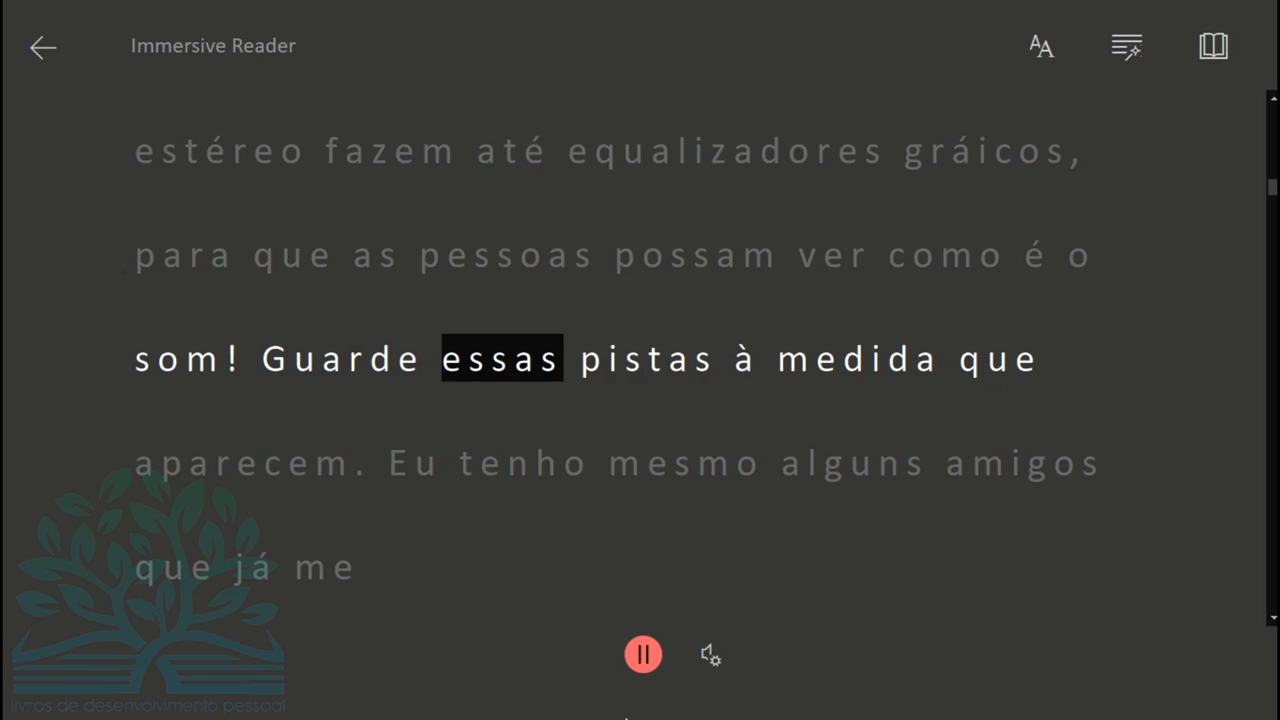 Immersive Reader
estéreo fazem até equalizadores gráicos,
para que as pessoas possam ver como é o
som! Guarde essas pistas à medida que
aparecem. Eu tenho mesmo alguns amigos
que já me
livros de desenvolvimento pessoal